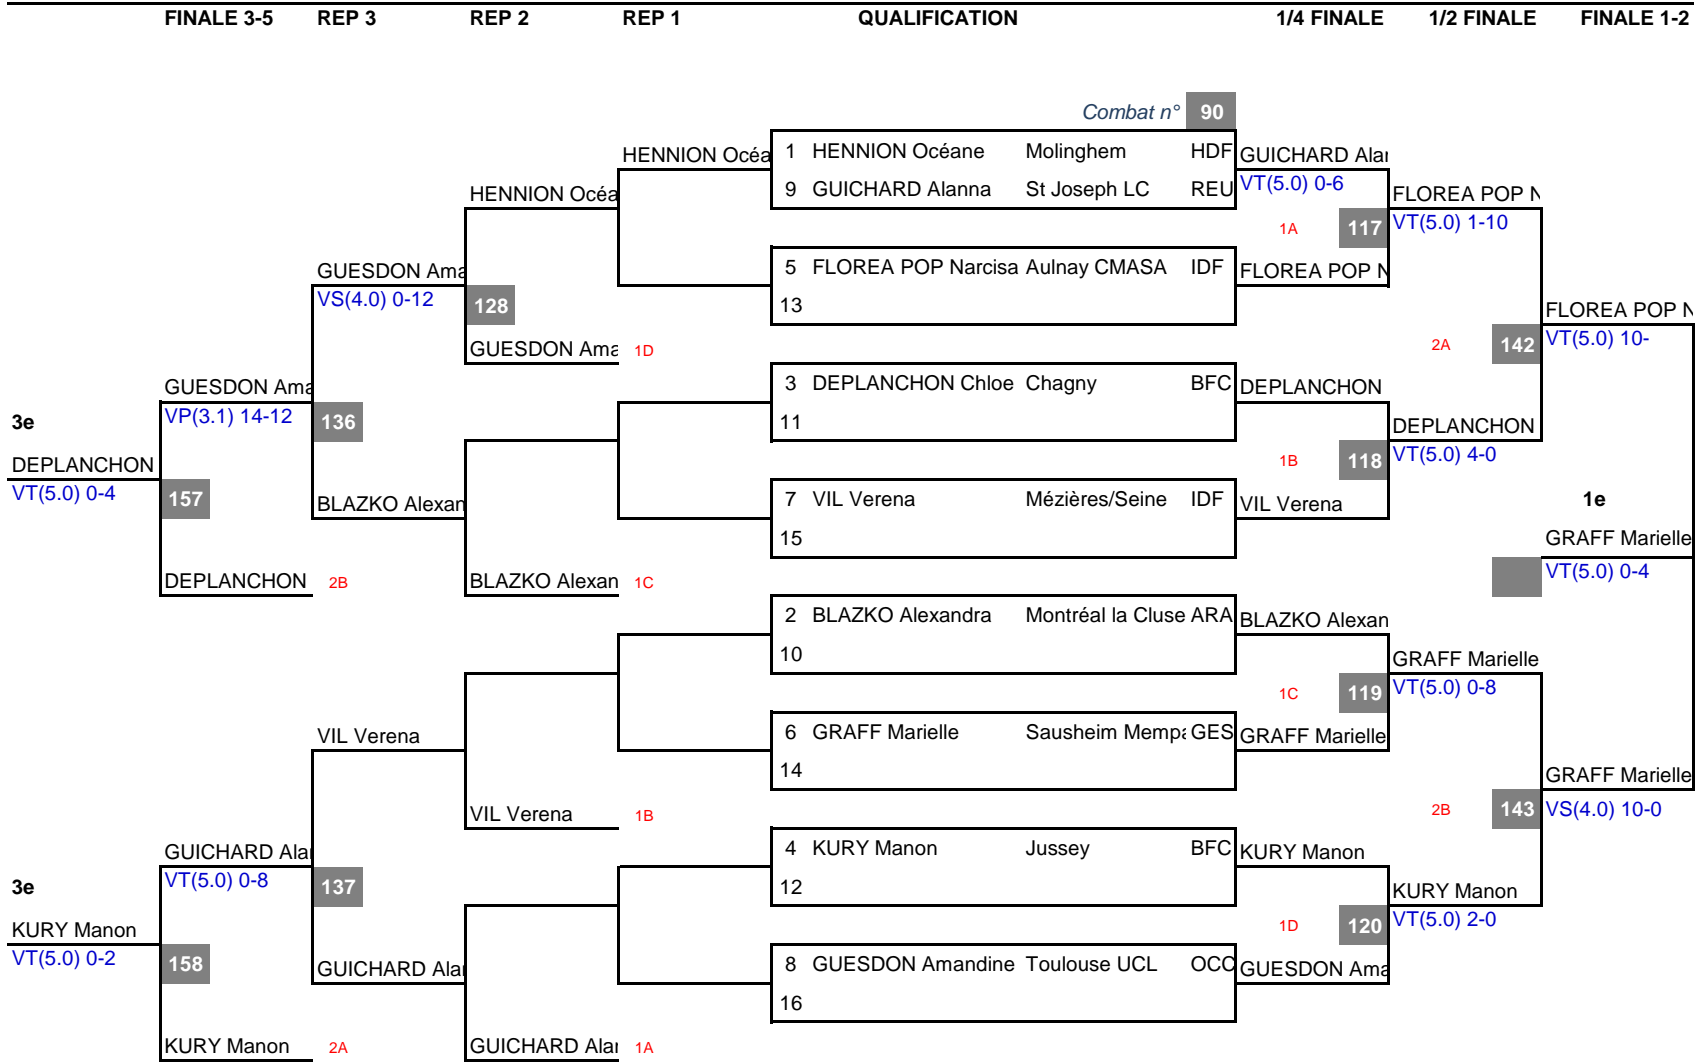 FINALE 3-5 REP 3 REP 2 REP 1 QUALIFICATION 1/4 FINALE 1/2 FINALE FINALE 1-2
Combat n° 90
HENNION Océa 1 HENNION Océane Molinghem HDF GUICHARD Alan
HENNION Océa 9 GUICHARD Alanna St Joseph LC REU VT(5.0) 0-6 FLOREA POP N
1A 117 VT(5.0) 1-10
GUESDON Ama 5 FLOREA POP Narcisa Aulnay CMASA IDF FLOREA POP N
VS(4.0) 0-12 128 13 FLOREA POP N
GUESDON Ama 1D 2A 142 VT(5.0) 10-
GUESDON Ama 3 DEPLANCHON Chloe Chagny BFC DEPLANCHON
3e VP(3.1) 14-12 136 11 DEPLANCHON
DEPLANCHON 1B 118 VT(5.0) 4-0
VT(5.0) 0-4 157 BLAZKO Alexan 7 VIL Verena Mézières/Seine IDF VIL Verena 1e
15 GRAFF Marielle
DEPLANCHON 2B BLAZKO Alexan 1C VT(5.0) 0-4
2 BLAZKO Alexandra Montréal la Cluse ARA BLAZKO Alexan
10 GRAFF Marielle
1C 119 VT(5.0) 0-8
VIL Verena 6 GRAFF Marielle Sausheim Mempa GES GRAFF Marielle
14 GRAFF Marielle
VIL Verena 1B 2B 143 VS(4.0) 10-0
GUICHARD Alan 4 KURY Manon Jussey BFC KURY Manon
3e VT(5.0) 0-8 137 12 KURY Manon
KURY Manon 1D 120 VT(5.0) 2-0
VT(5.0) 0-2 158 GUICHARD Alan 8 GUESDON Amandine Toulouse UCL OCC GUESDON Ama
16
KURY Manon 2A GUICHARD Alan 1A